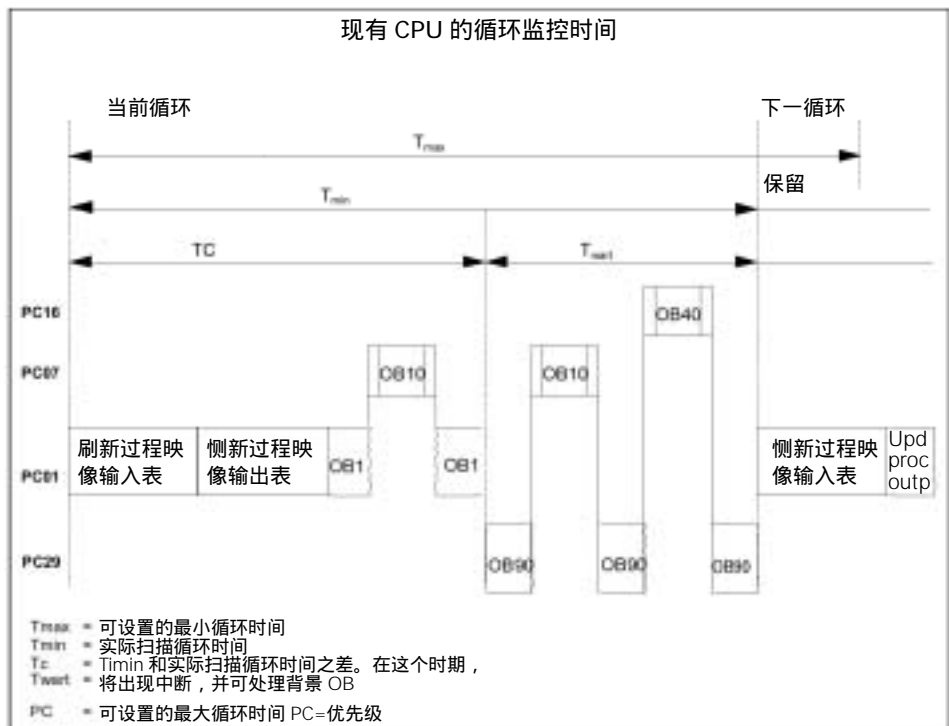 现有 CPU 的循环监控时间
当前循环
下一循环
Tmax
保留
Tmin
TC
Twart
PC16
OB40
PC07
OB10
OB10
PC01
刷新过程映
像输入表
恻新过程映
像输出表
OB1
OB1
恻新过程映
像输入表
Upd
proc
outp
PC29
OB90
OB90
OB90
Tmax = 可设置的最小循环时间
Tmin = 实际扫描循环时间
Tc = Timin 和实际扫描循环时间之差。在这个时期，
Twart = 将出现中断，并可处理背景 OB
PC = 可设置的最大循环时间 PC=优先级